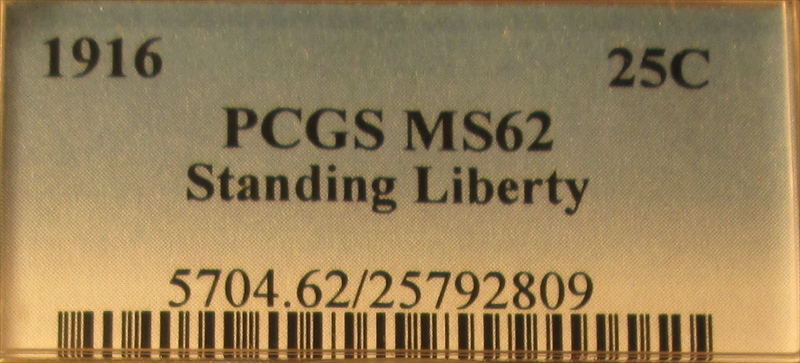 1916 25C
PCGS MS62
Standing Liberty
5704.62/25792809